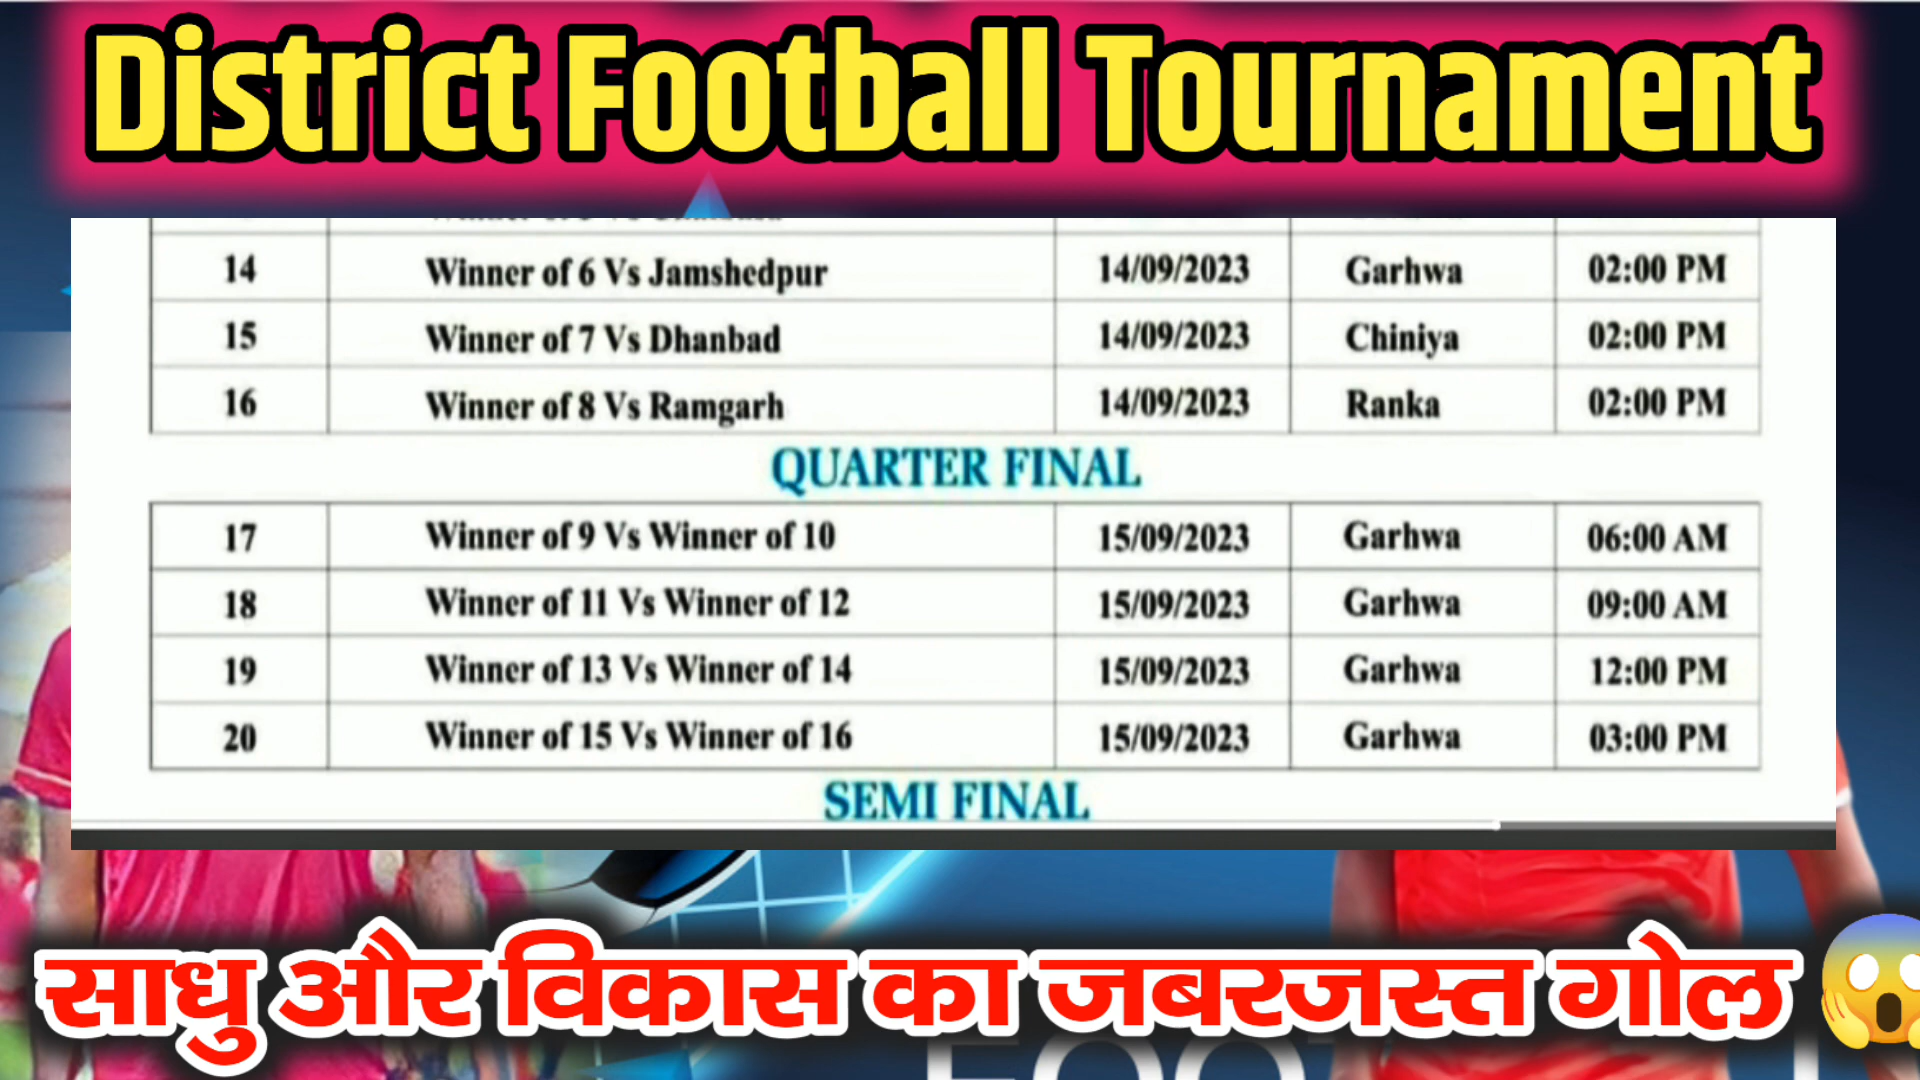 District Football Tournament
14 Winner of 6 Vs Jamshedpur 14/09/2023 Garhwa 02:00 PM
15 Winner of 7 Vs Dhanbad 14/09/2023 Chiniya 02:00 PM
16 Winner of 8 Vs Ramgarh 14/09/2023 Ranka 02:00 PM
QUARTER FINAL
17 Winner of 9 Vs Winner of 10 15/09/2023 Garhwa 06:00 AM
18 Winner of 11 Vs Winner of 12 15/09/2023 Garhwa 09:00 AM
19 Winner of 13 Vs Winner of 14 15/09/2023 Garhwa 12:00 PM
20 Winner of 15 Vs Winner of 16 15/09/2023 Garhwa 03:00 PM
SEMI FINAL
साधु और विकास का जबरजस्त गोल 😱